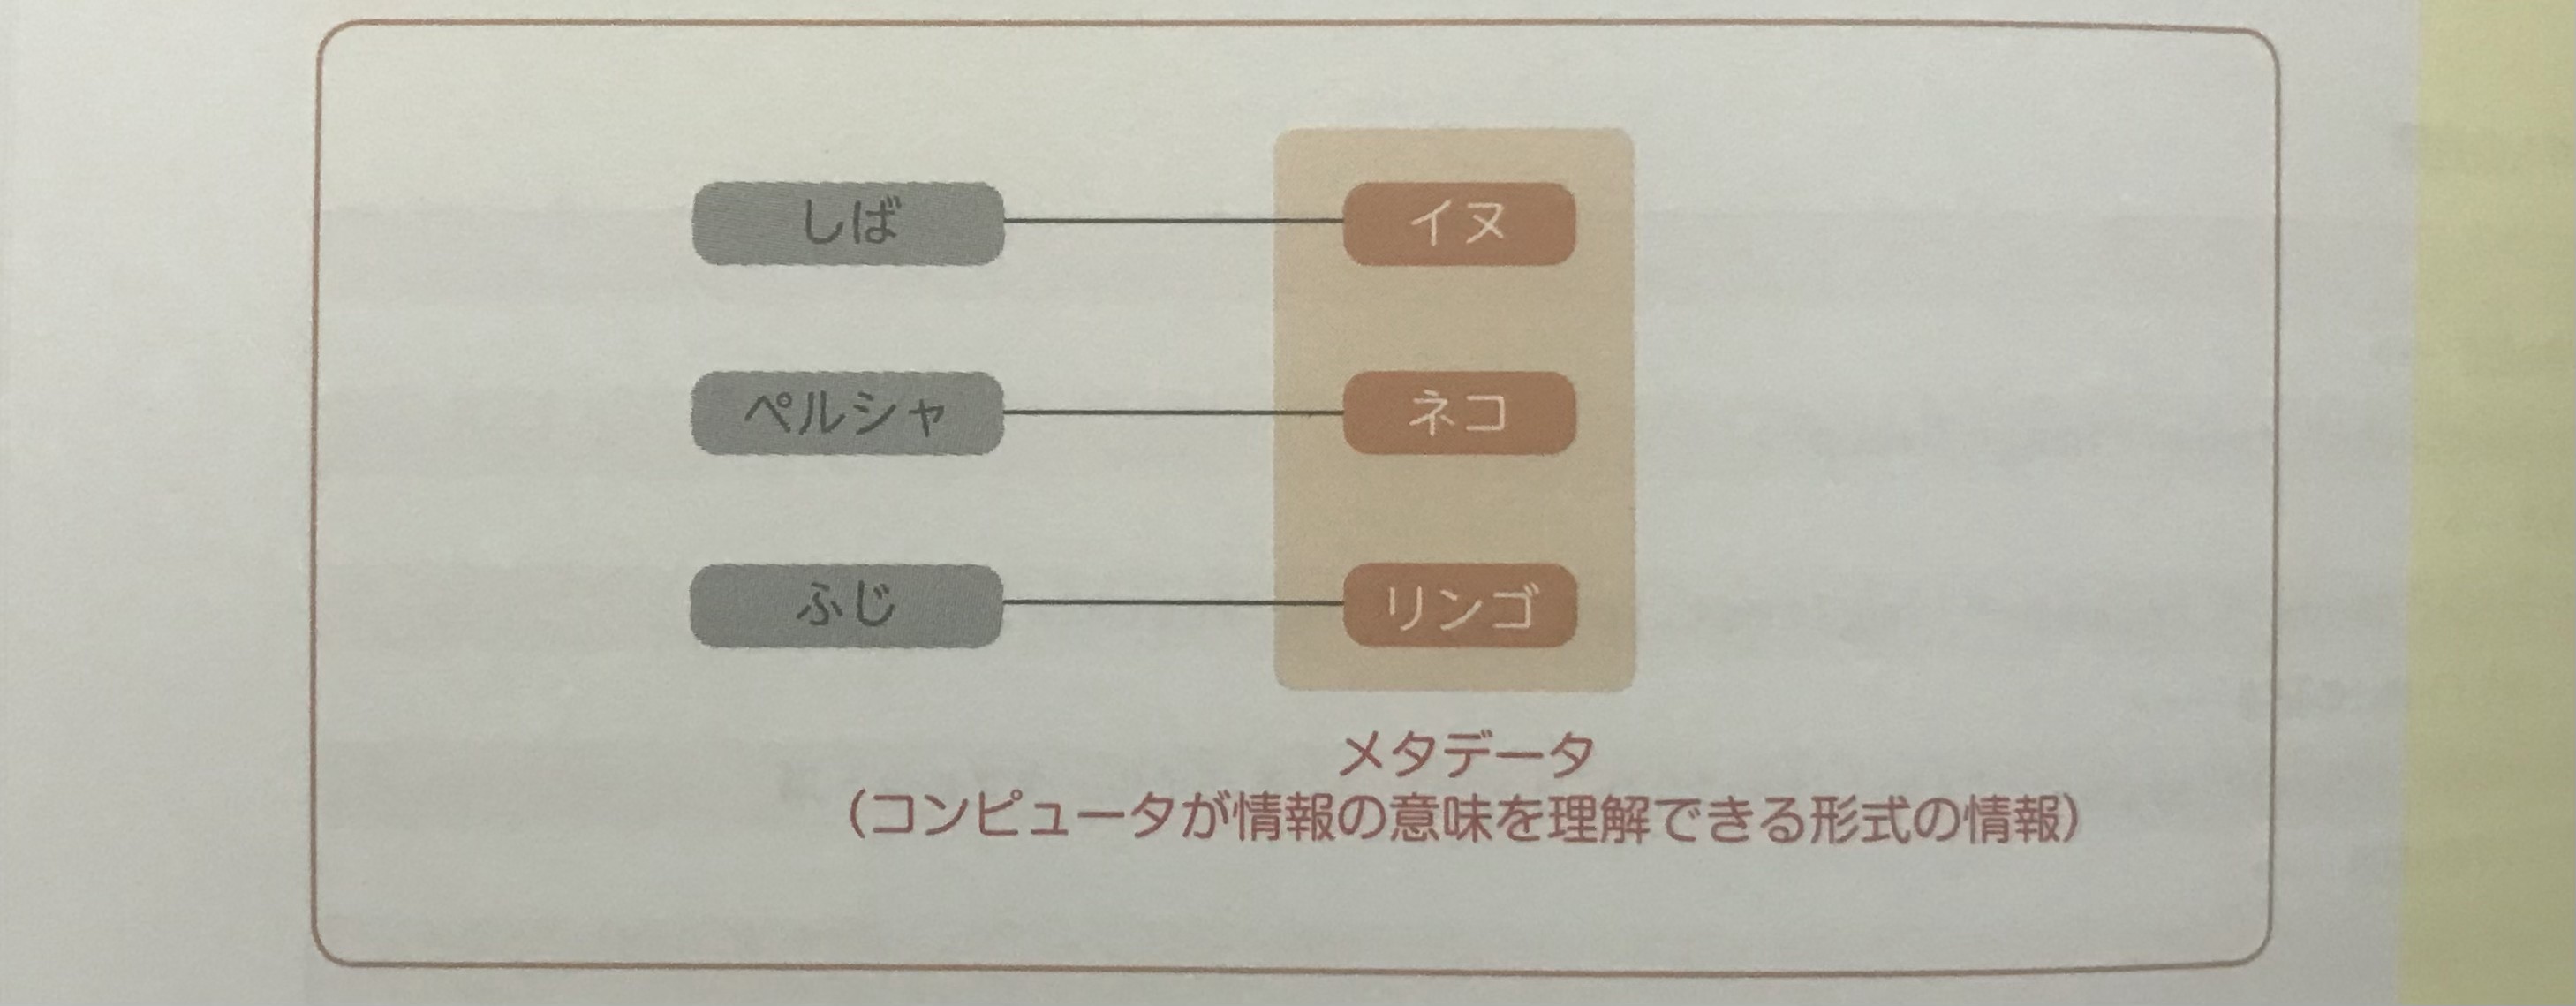 しば
イヌ
ペルシャ
ネコ
ふじ
リンゴ
メタデータ
（コンピュータが情報の意味を理解できる形式の情報）